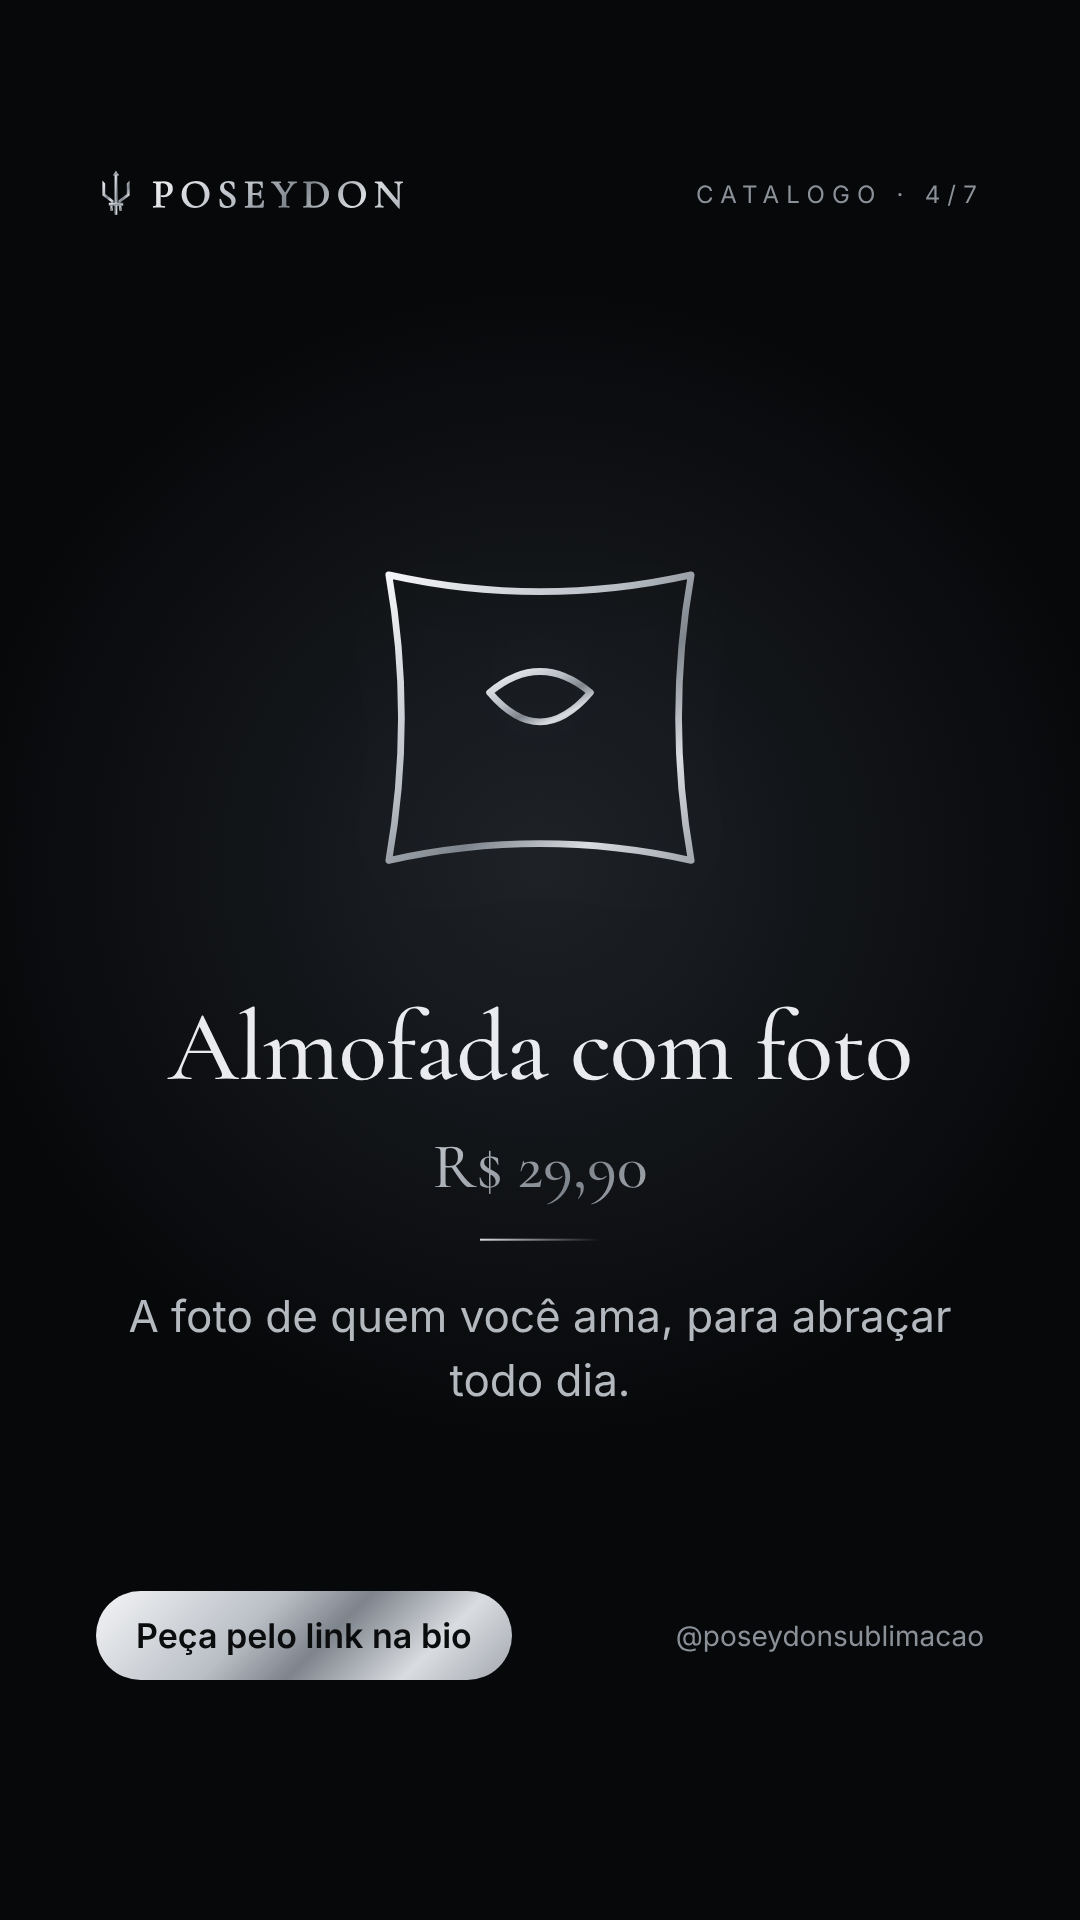 POSEYDON
CATALOGO · 4/7
Almofada com foto
R$ 29,90
A foto de quem você ama, para abraçar
todo dia.
Peça pelo link na bio
@poseydonsublimacao